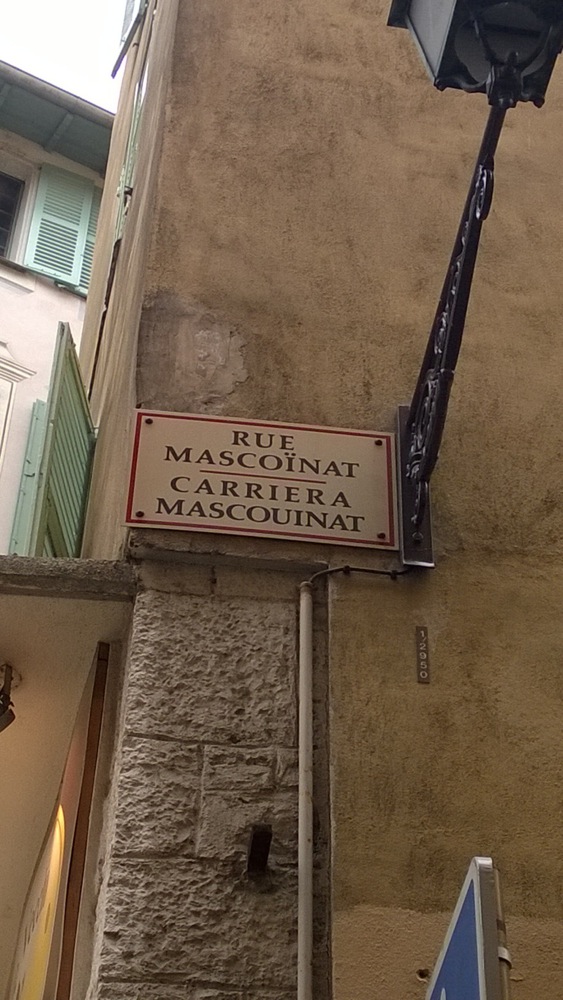 RUE
MASCOÏNAT
CARRIERA
MASCOUINAT
12950